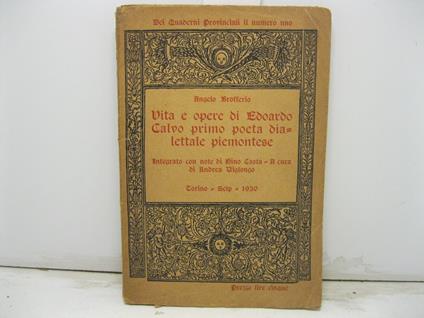 Dei Quaderni Provinciali il numero uno
Angelo Brofferio
Vita e opere di Edoardo
Calvo primo poeta dia=
lettale piemontese
Integrato con note di Nino Costa - A cura
di Andrea Viglongo
Torino - Scip - 1930
Prezzo lire cinque